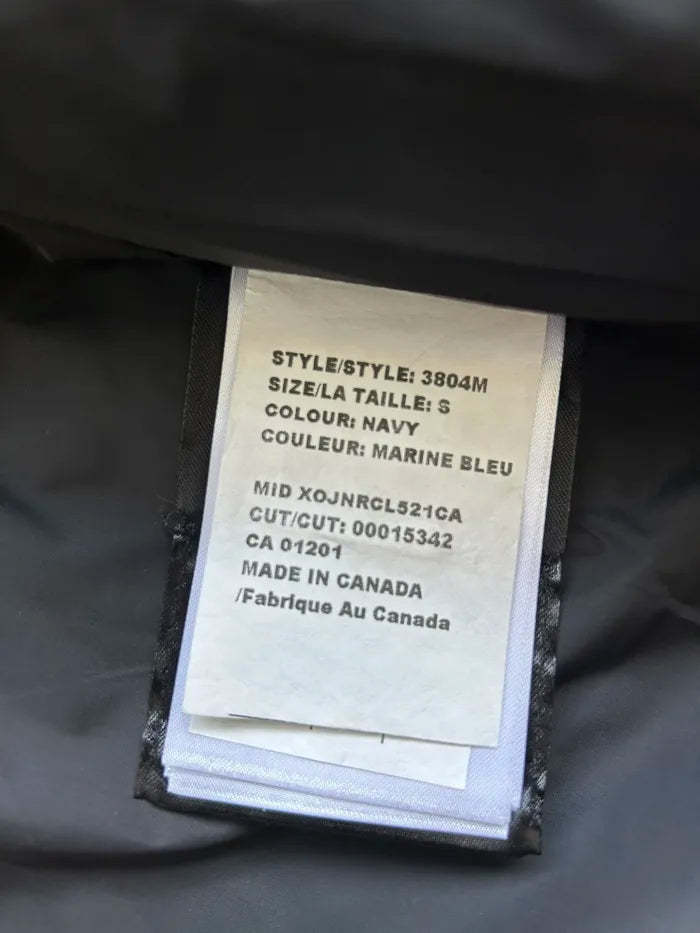 STYLE/STYLE: 3804M
SIZE/LA TAILLE: S
COLOUR: NAVY
COULEUR: MARINE BLEU
MID XOJNRCL521CA
CUT/CUT: 00015342
CA 01201
MADE IN CANADA
/Fabrique Au Canada